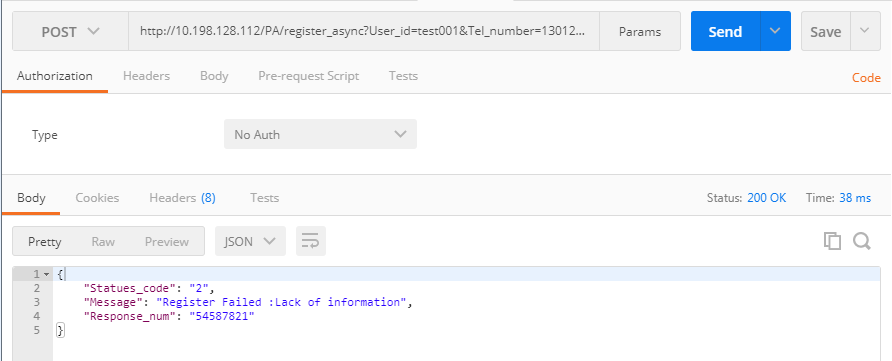 POST http://10.198.128.112/PA/register_async?User_id=test001&Tel_number=13012... Params Send Save
Authorization Headers Body Pre-request Script Tests Code
Type No Auth
Body Cookies Headers (8) Tests Status: 200 OK Time: 38 ms
Pretty Raw Preview JSON
1 {
2 "Statues_code": "2",
3 "Message": "Register Failed :Lack of information",
4 "Response_num": "54587821"
5 }